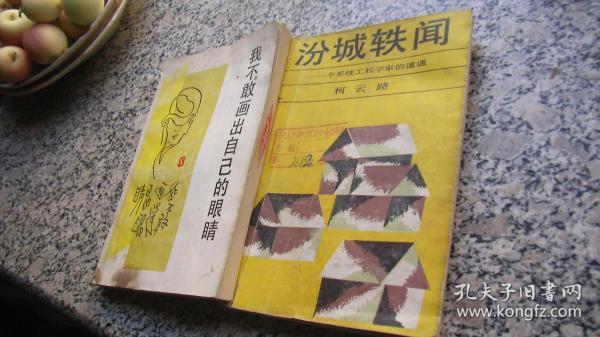 我不敢画出自己的眼睛
汾城轶闻
一个系统工程学家的遭遇
柯云路
孔夫子旧书网
www.kongfz.com